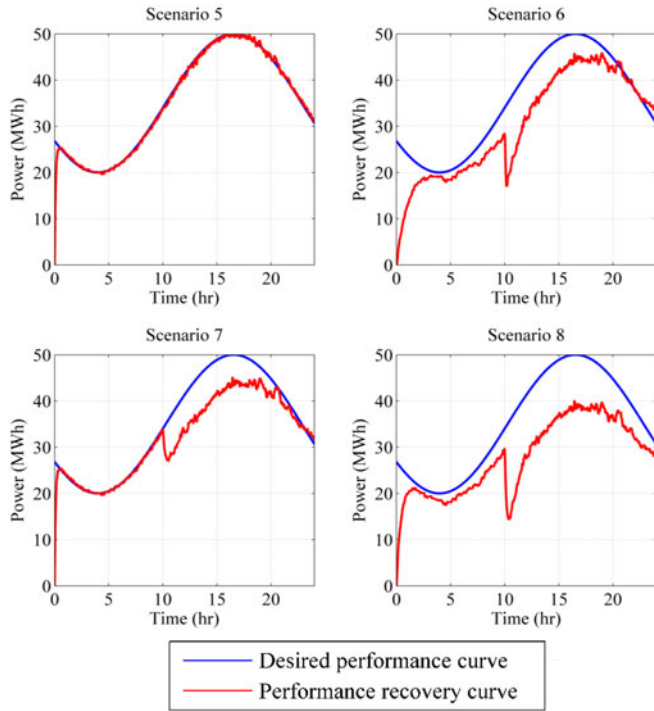 Scenario 5
Scenario 6
50
40
30
20
10
0
Power (MWh)
0 5 10 15 20
Time (hr)
50
40
30
20
10
0
Power (MWh)
0 5 10 15 20
Time (hr)
Scenario 7
Scenario 8
50
40
30
20
10
0
Power (MWh)
0 5 10 15 20
Time (hr)
50
40
30
20
10
0
Power (MWh)
0 5 10 15 20
Time (hr)
Desired performance curve
Performance recovery curve